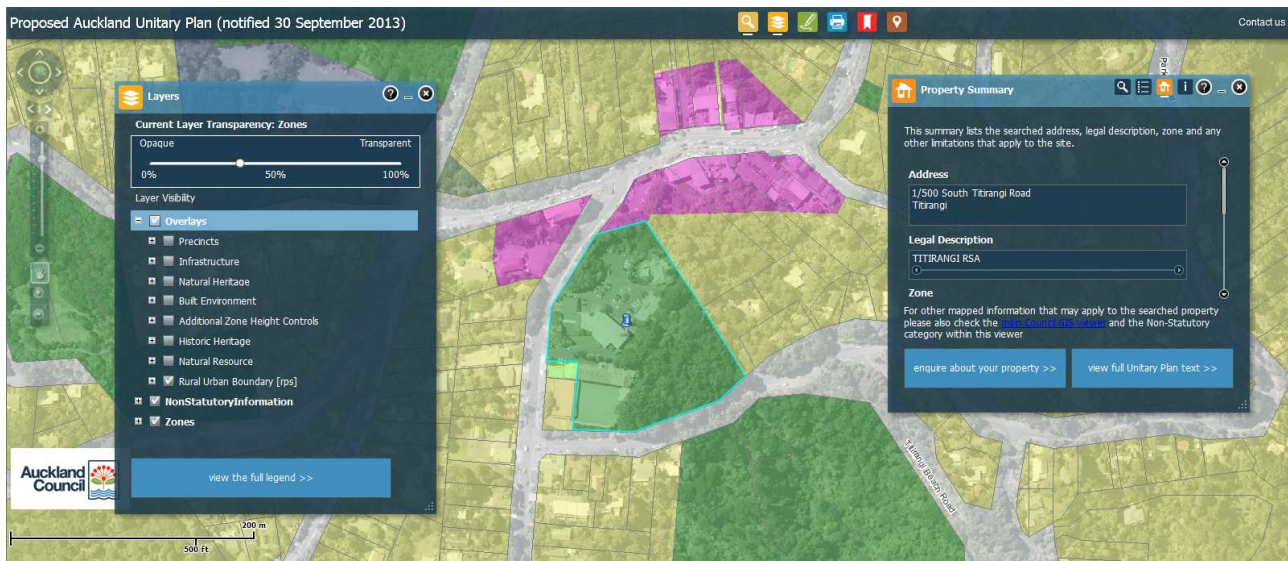 Proposed Auckland Unitary Plan (notified 30 September 2013)
Contact us
Layers
Current Layer Transparency: Zones
Opaque Transparent
0% 50% 100%
Layer Visibility
Overlays
Precincts
Infrastructure
Natural Heritage
Built Environment
Additional Zone Height Controls
Historic Heritage
Natural Resource
Rural Urban Boundary [rps]
NonStatutoryInformation
Zones
view the full legend >>
Auckland
Council
200 m
500 ft
Titirangi Beach Road
Park
Property Summary
This summary lists the searched address, legal description, zone and any
other limitations that apply to the site.
Address
1/500 South Titirangi Road
Titirangi
Legal Description
TITIRANGI RSA
Zone
For other mapped information that may apply to the searched property
please also check the main Council GIS viewer and the Non-Statutory
category within this viewer
enquire about your property >>
view full Unitary Plan text >>